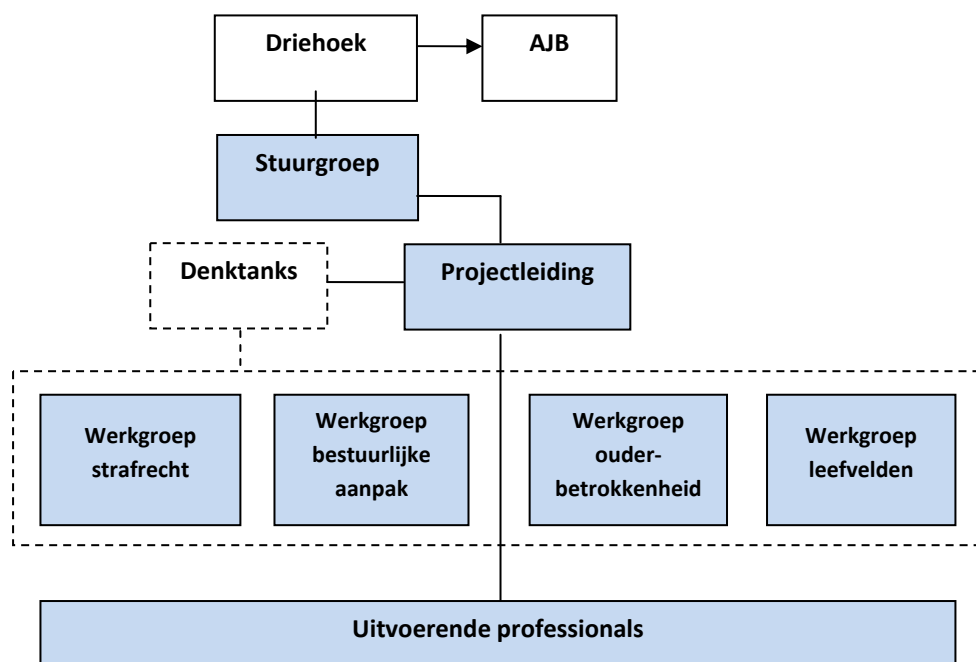 Driehoek
AJB
Stuurgroep
Denktanks
Projectleiding
Werkgroep
strafrecht
Werkgroep
bestuurlijke
aanpak
Werkgroep
ouder-
betrokkenheid
Werkgroep
leefvelden
Uitvoerende professionals